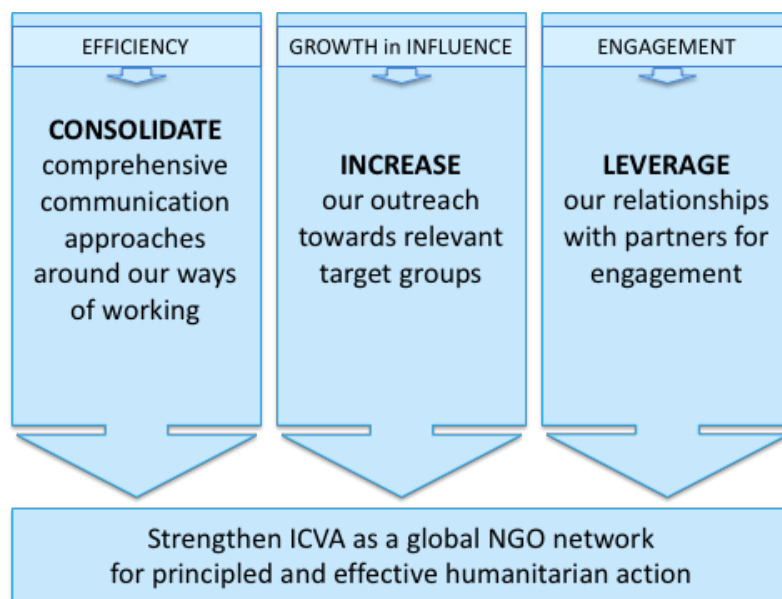 EFFICIENCY
CONSOLIDATE
comprehensive
communication
approaches
around our ways
of working
GROWTH in INFLUENCE
INCREASE
our outreach
towards relevant
target groups
ENGAGEMENT
LEVERAGE
our relationships
with partners for
engagement
Strengthen ICVA as a global NGO network
for principled and effective humanitarian action